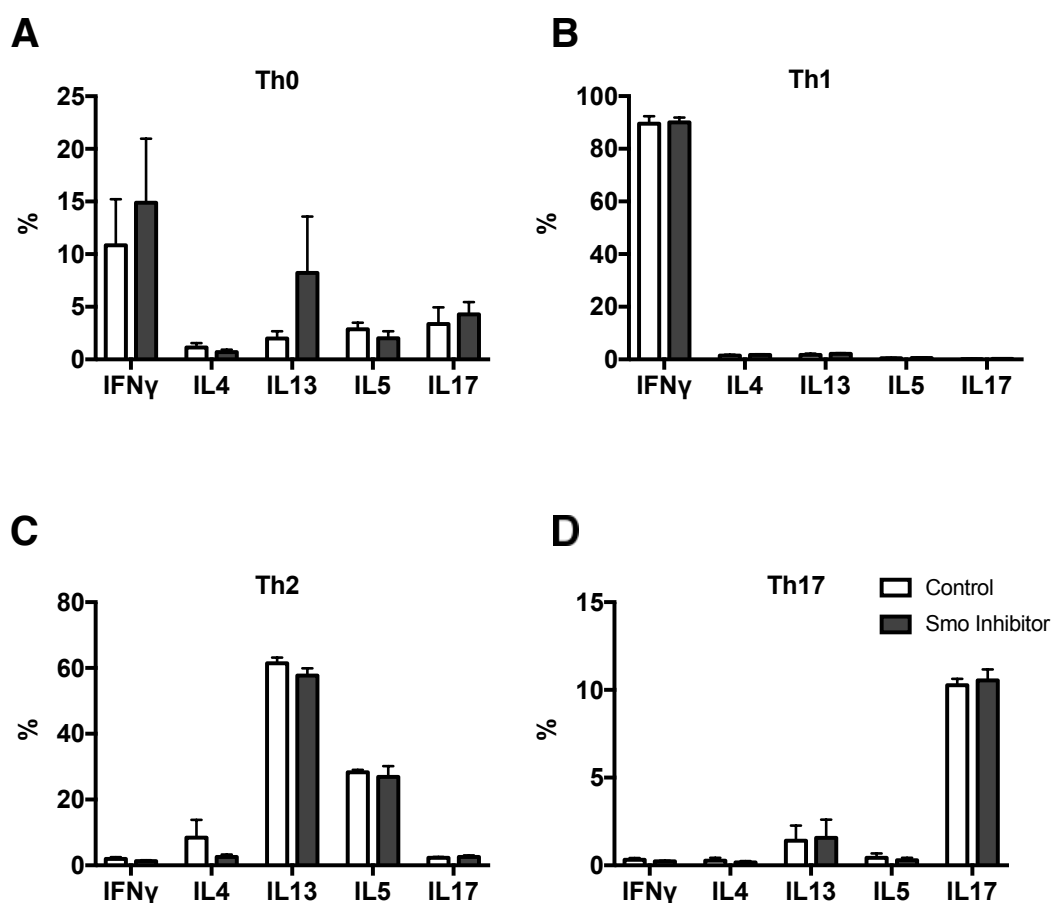 A
Th0
25
20
15
10
5
0
%
IFNγ IL4 IL13 IL5 IL17
B
Th1
100
80
60
40
20
0
%
IFNγ IL4 IL13 IL5 IL17
C
Th2
80
60
40
20
0
%
IFNγ IL4 IL13 IL5 IL17
D
Th17
Control
Smo Inhibitor
15
10
5
0
%
IFNγ IL4 IL13 IL5 IL17